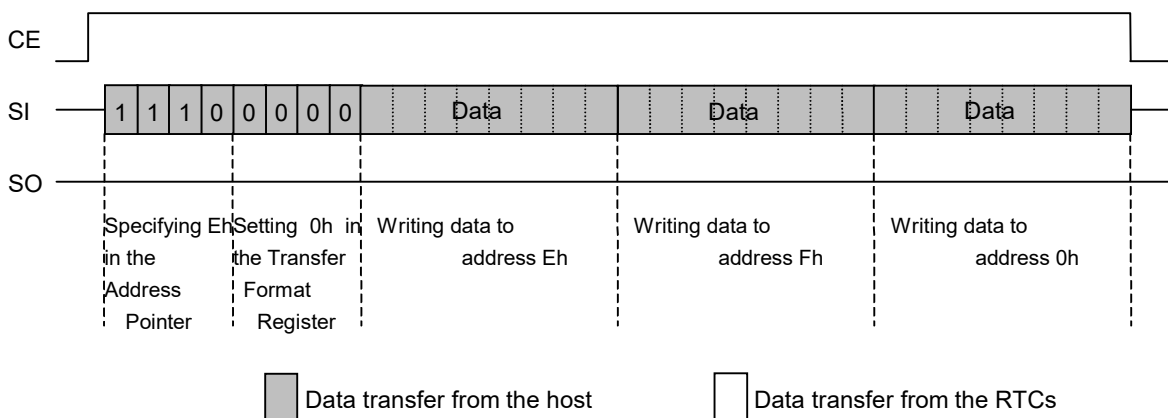 CE
SI 1 1 1 0 0 0 0 0 Data Data Data
SO
Specifying Eh Setting 0h in Writing data to Writing data to Writing data to
in the the Transfer address Eh address Fh address 0h
Address Format
Pointer Register
Data transfer from the host Data transfer from the RTCs